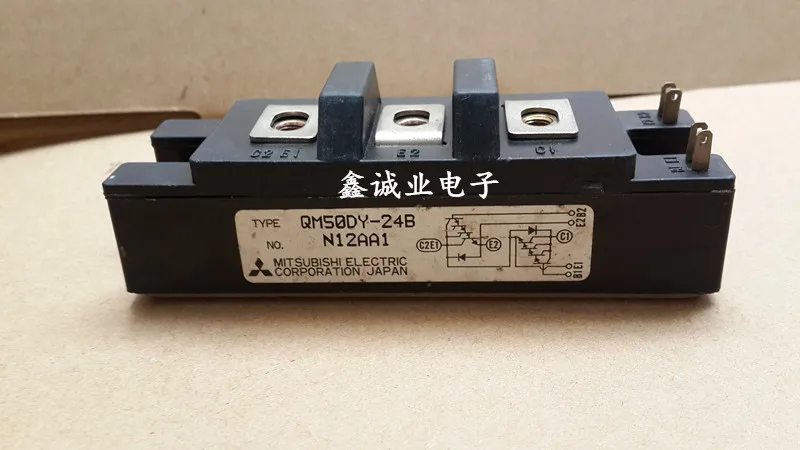 C2 E1
E2
C1
鑫诚业电子
TYPE QM50DY-24B
NO. N12AA1
MITSUBISHI ELECTRIC
CORPORATION JAPAN
C2E1
E2
C1
E2B2
B1E1